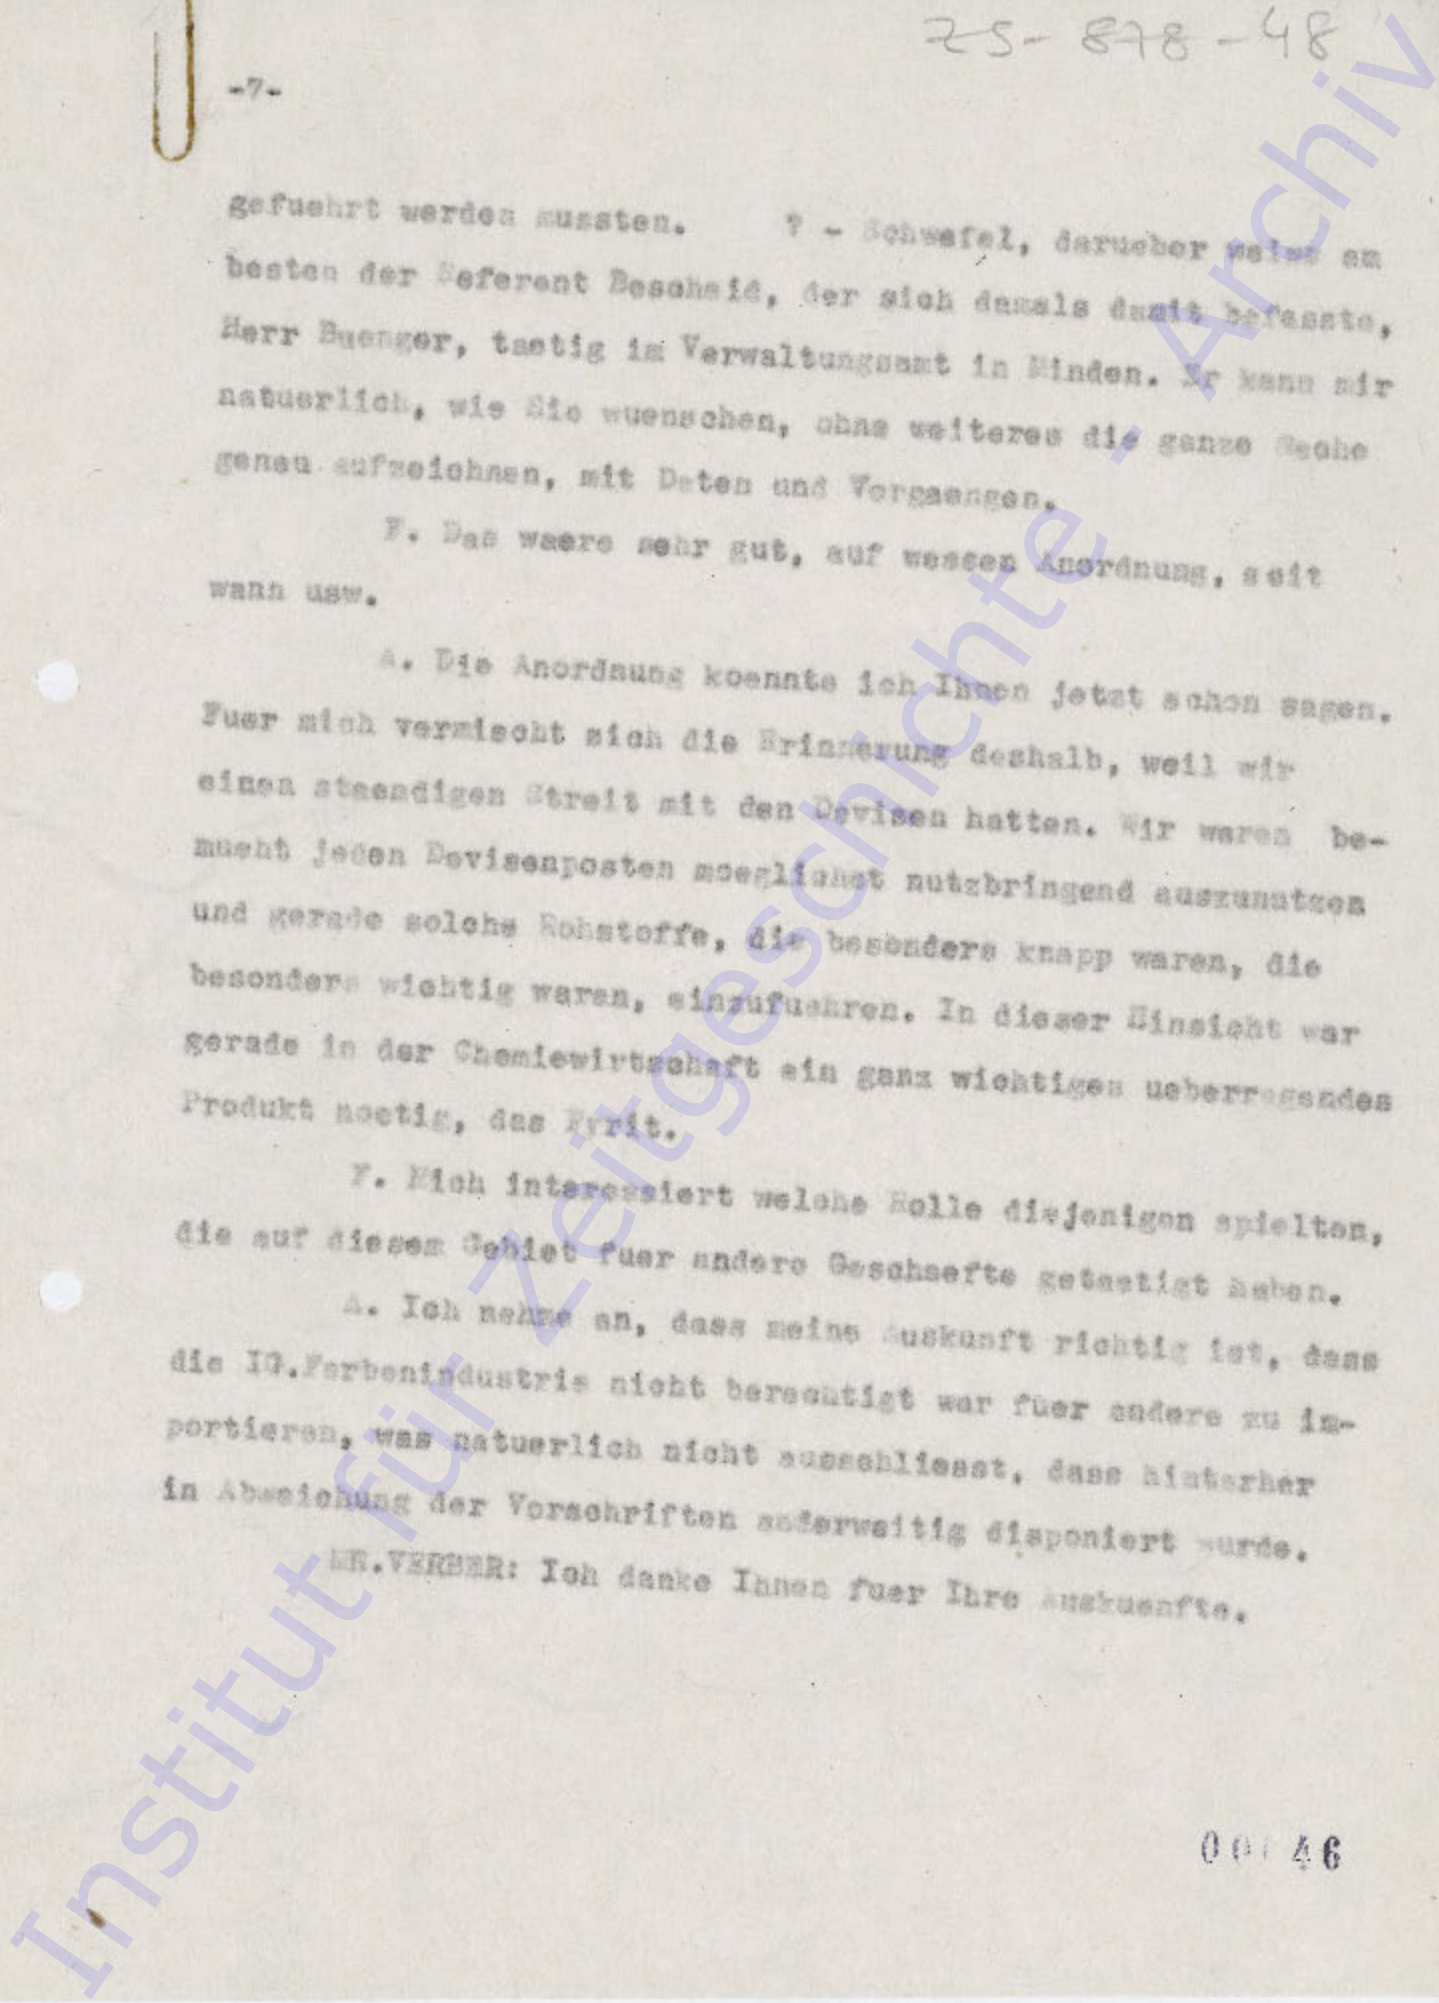 ZS-878-48
-7-
gefuehrt werden mussten.     ? - Schwefel, darueber weiss am
besten der Referent Bescheid, der sich damals damit befasste,
Herr Buenger, taetig im Verwaltungsamt in Minden. Er kann mir
natuerlich, wie Sie wuenschen, ohne weiteres die ganze Sache
genau aufzeichnen, mit Daten und Vorgaengen.
F. Das waere sehr gut, auf wessen Anordnung, seit
wann usw.
A. Die Anordnung koennte ich Ihnen jetzt schon sagen.
Fuer mich vermischt sich die Erinnerung deshalb, weil wir
einen staendigen Streit mit den Devisen hatten. Wir waren be-
mueht jeden Devisenposten moeglichst nutzbringend auszunutzen
und gerade solche Rohstoffe, die besonders knapp waren, die
besonders wichtig waren, einzufuehren. In dieser Hinsicht war
gerade in der Chemiewirtschaft ein ganz wichtiges ueberragendes
Produkt noetig, das Pyrit.
F. Mich interessiert welche Rolle diejenigen spielten,
die auf diesem Gebiet fuer andere Geschaefte getaetigt haben.
A. Ich nehme an, dass meine Auskunft richtig ist, dass
die IG.Farbenindustrie nicht berechtigt war fuer andere zu im-
portieren, was natuerlich nicht ausschliesst, dass hinterher
in Abweichung der Vorschriften anderweitig disponiert wurde.
MR.VERBER: Ich danke Ihnen fuer Ihre Auskuenfte.
46
Institut für Zeitgeschichte - Archiv